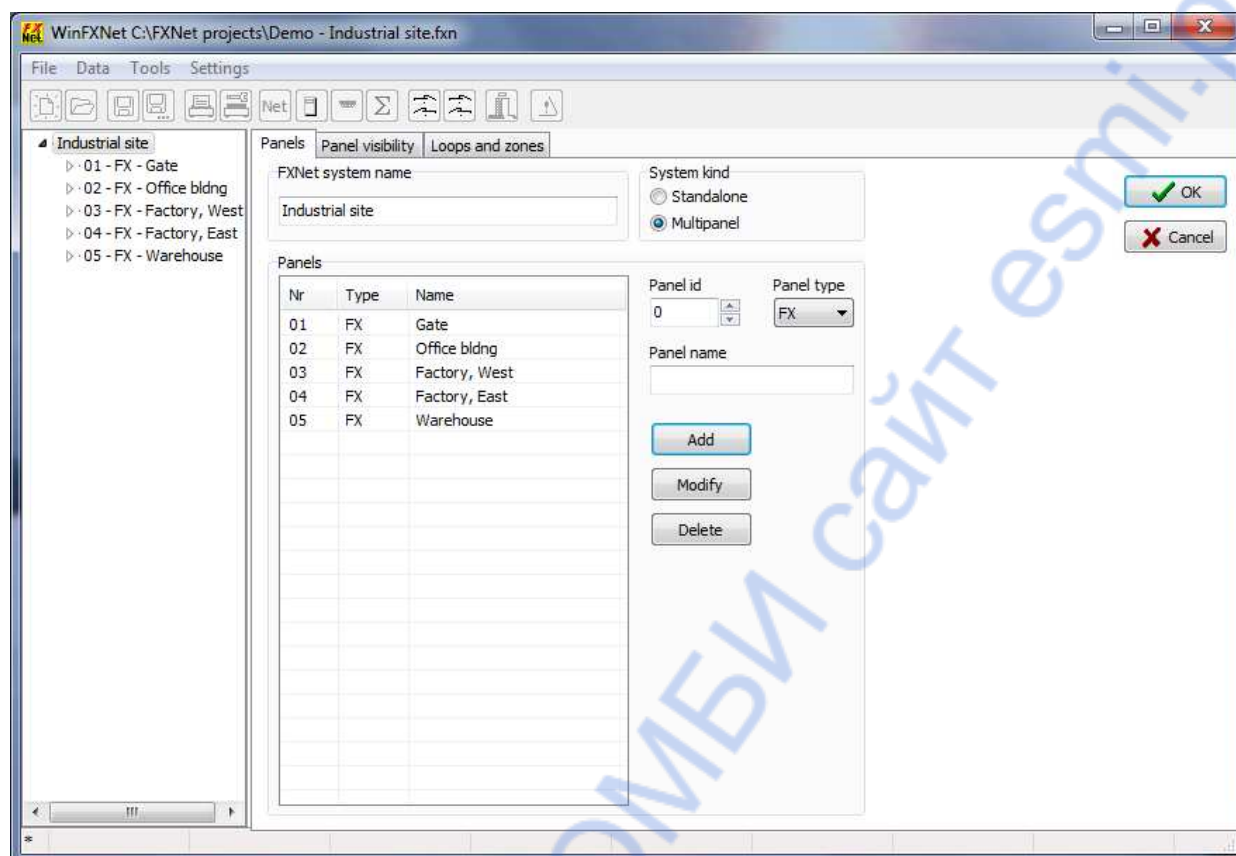 WinFXNet C:\FXNet projects\Demo - Industrial site.fxn
File Data Tools Settings
Net Σ
Industrial site
01 - FX - Gate
02 - FX - Office bldng
03 - FX - Factory, West
04 - FX - Factory, East
05 - FX - Warehouse
Panels Panel visibility Loops and zones
FXNet system name
Industrial site
System kind
Standalone
Multipanel
OK
Cancel
Panels
Nr Type Name
01 FX Gate
02 FX Office bldng
03 FX Factory, West
04 FX Factory, East
05 FX Warehouse
Panel id Panel type
0 FX
Panel name
Add
Modify
Delete
*
ОМБИ сайт esmi.